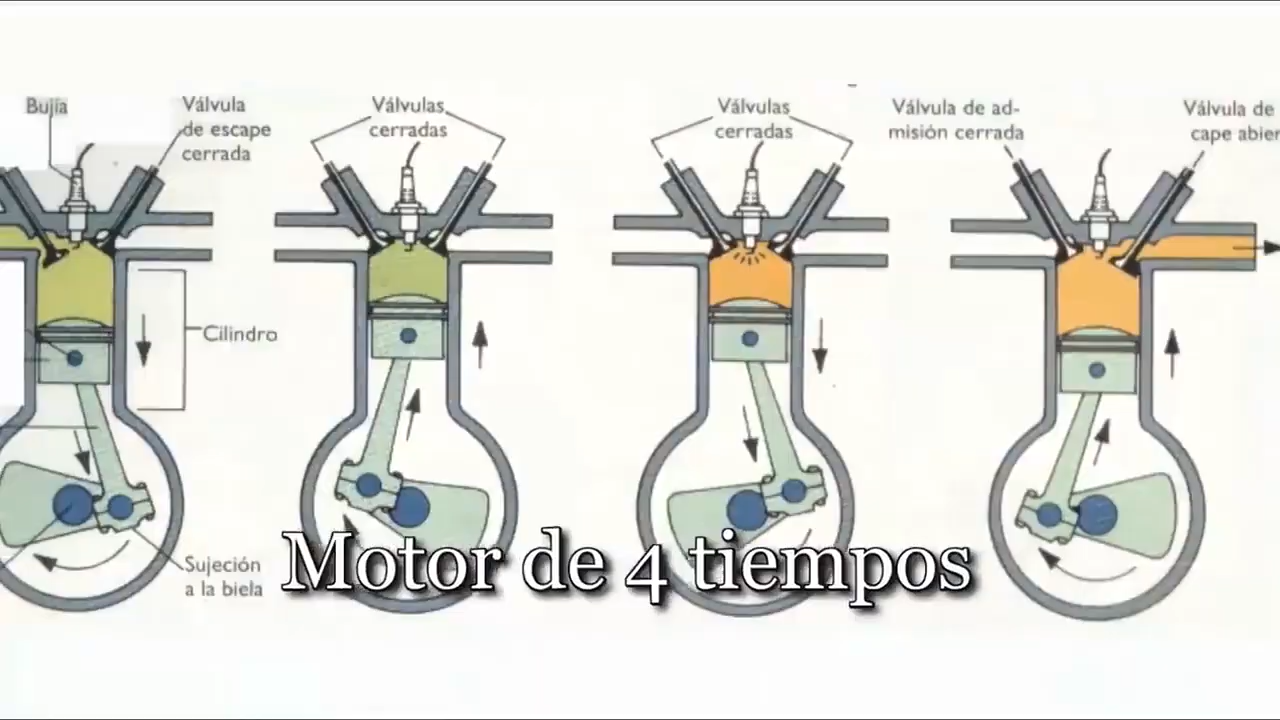 Bujía
Válvula
de escape
cerrada
Válvulas
cerradas
Válvulas
cerradas
Válvula de ad-
misión cerrada
Válvula de
cape abier
Cilindro
Sujeción
a la biela
Motor de 4 tiempos